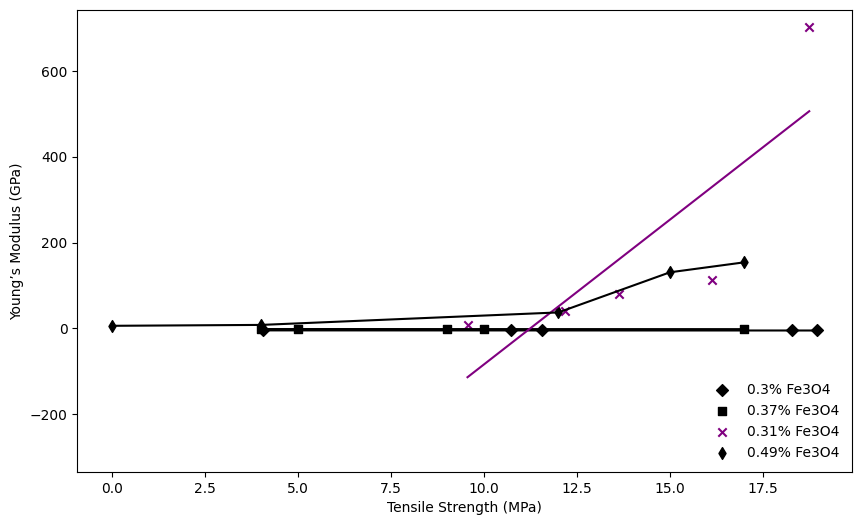 600
400
200
0
−200
Young’s Modulus (GPa)
0.3% Fe3O4
0.37% Fe3O4
0.31% Fe3O4
0.49% Fe3O4
0.0 2.5 5.0 7.5 10.0 12.5 15.0 17.5
Tensile Strength (MPa)